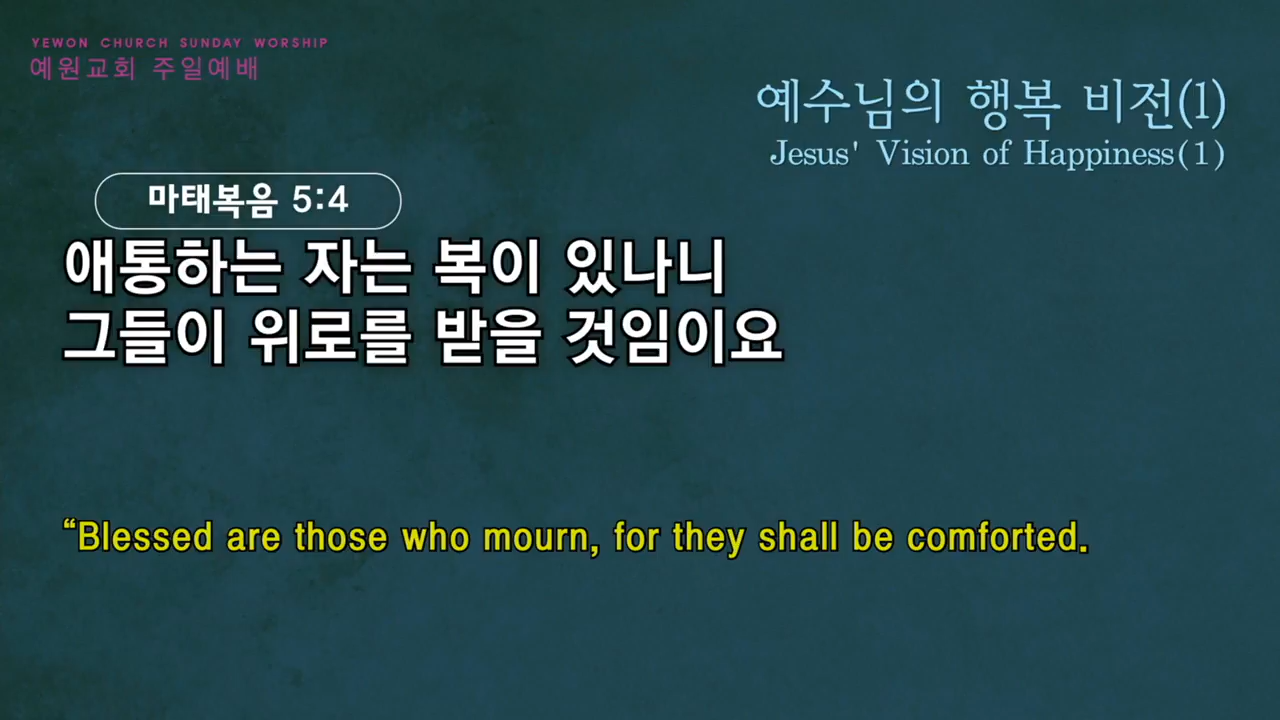 YEWON CHURCH SUNDAY WORSHIP
예원교회 주일예배
예수님의 행복 비전(1)
Jesus' Vision of Happiness(1)
마태복음 5:4
애통하는 자는 복이 있나니
그들이 위로를 받을 것임이요
“Blessed are those who mourn, for they shall be comforted.